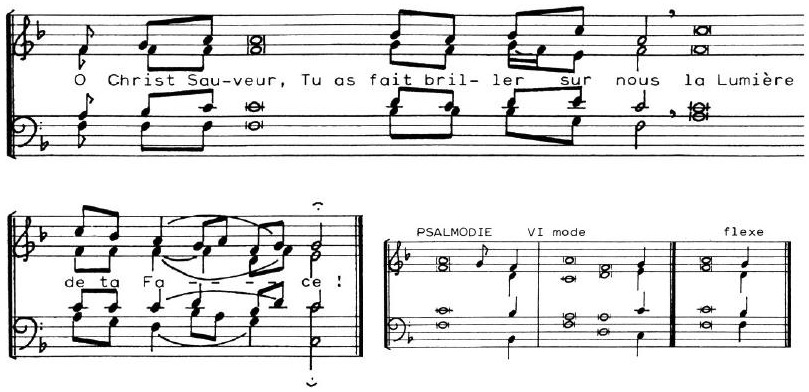 O Christ Sau-veur, Tu as fait bril- ler sur nous la Lumière
de ta Fa - - - - ce !
PSALMODIE VI mode flexe